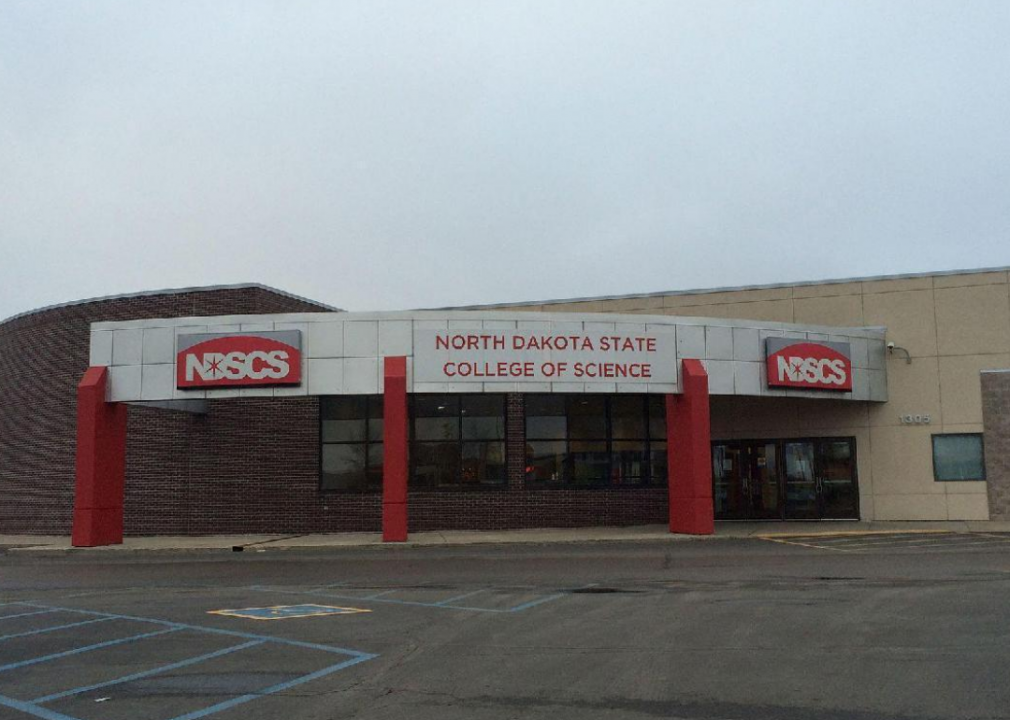 NDSCS
NORTH DAKOTA STATE
COLLEGE OF SCIENCE
NDSCS
1305